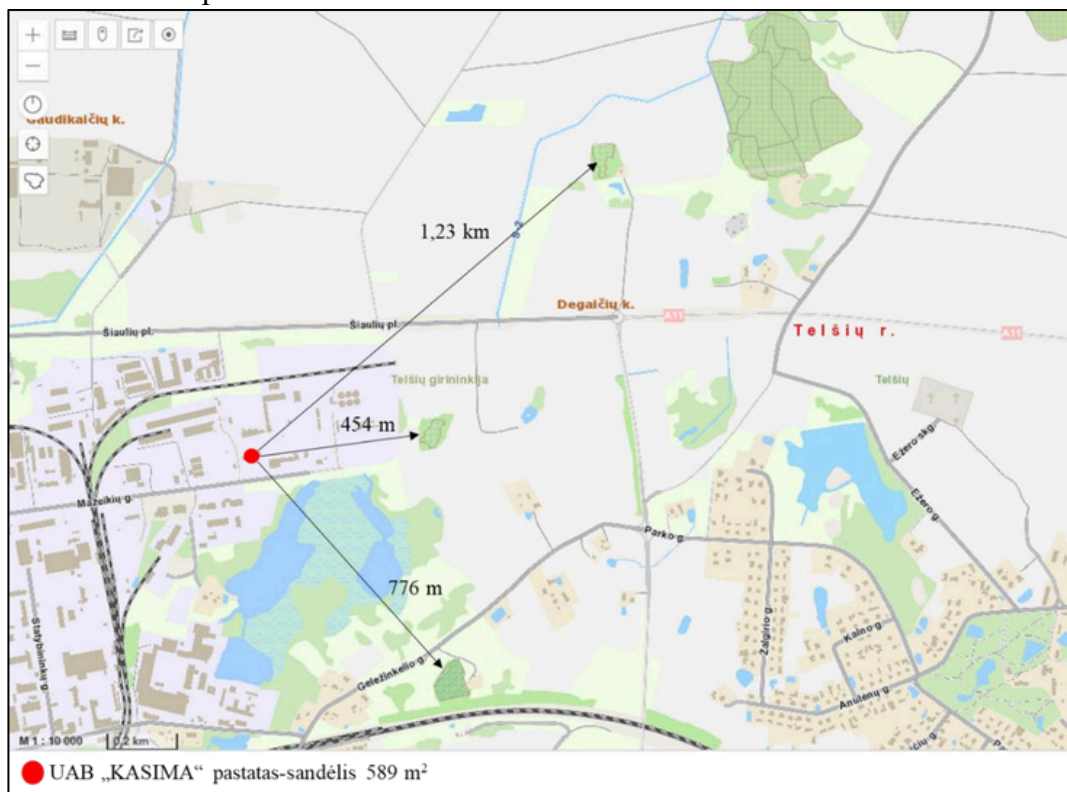 Gaudikaičių k.
1,23 km
S-2
Degaičių k.
A11
Šiaulių pl.
Šiaulių pl.
Telšių r.
A11
Telšių girininkija
Telšių
454 m
Ežero skg.
Mažeikių g.
Ežero g.
Parko g.
776 m
Žalgirio g.
Kalno g.
Statybininkų g.
Geležinkelio g.
Anulėnų g.
M 1 : 10 000
0,2 km
UAB „KASIMA“ pastatas-sandėlis 589 m²